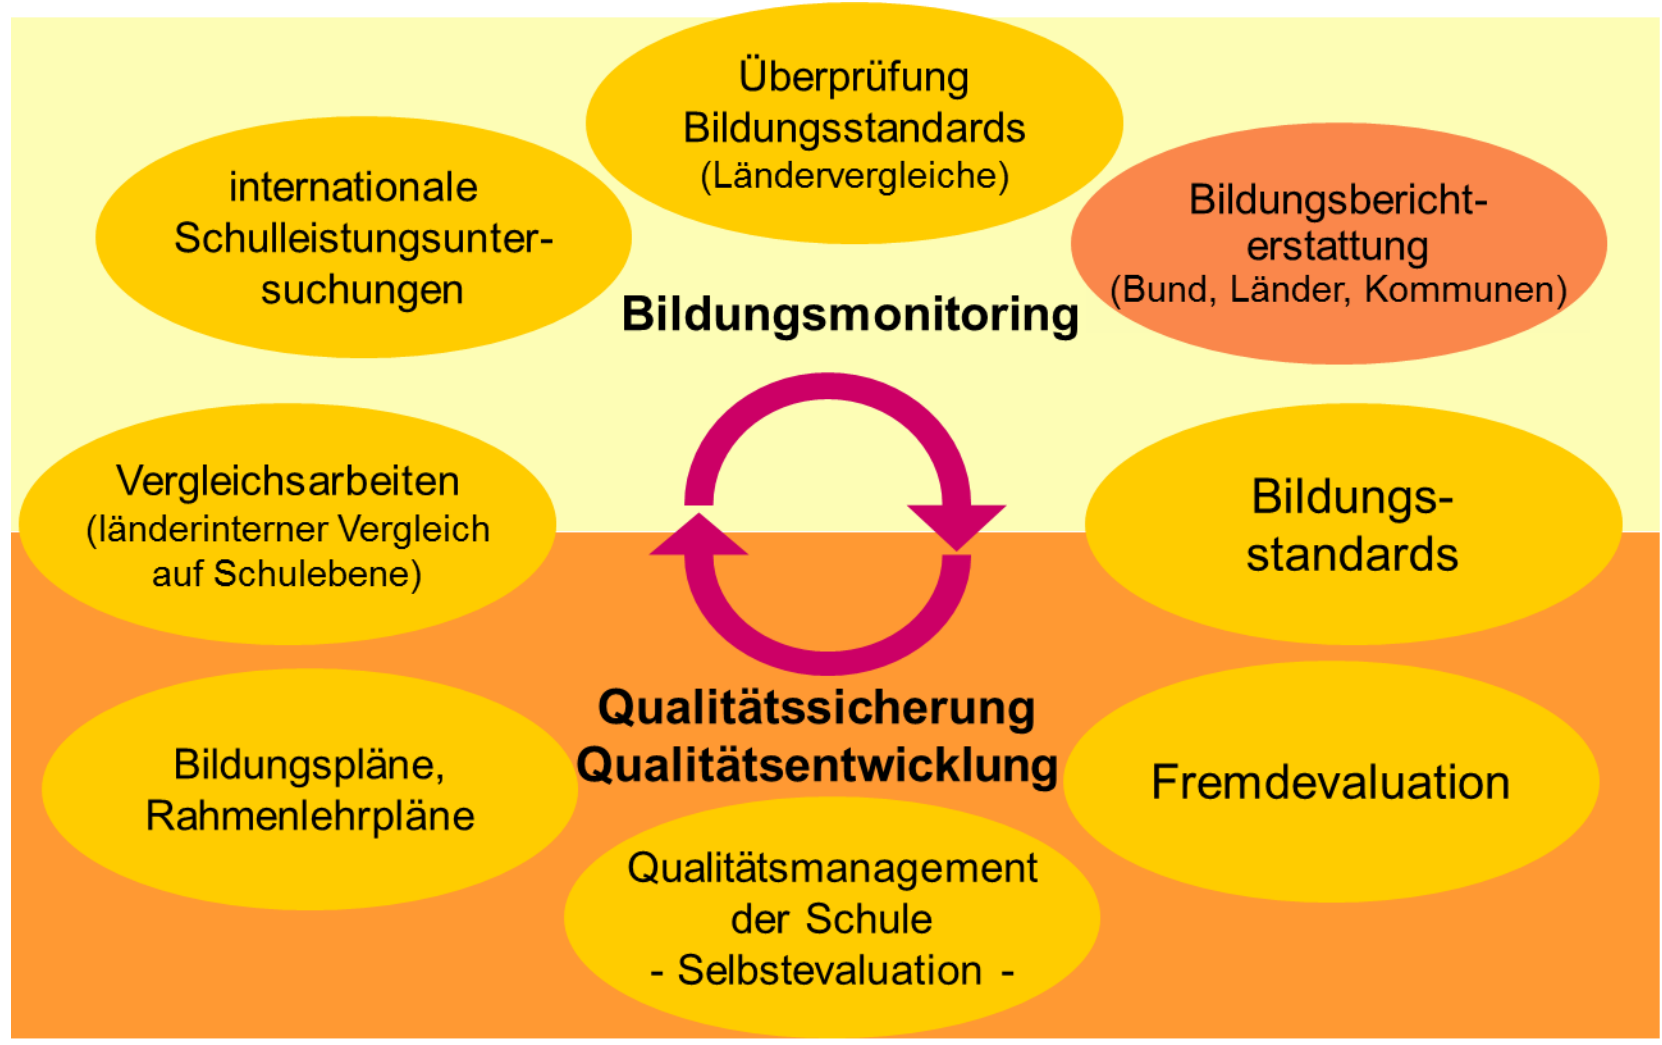 Überprüfung
Bildungsstandards
(Ländervergleiche)
internationale
Schulleistungsunter-
suchungen
Bildungsbericht-
erstattung
(Bund, Länder, Kommunen)
Bildungsmonitoring
Vergleichsarbeiten
(länderinterner Vergleich
auf Schulebene)
Bildungs-
standards
Qualitätssicherung
Qualitätsentwicklung
Bildungspläne,
Rahmenlehrpläne
Fremdevaluation
Qualitätsmanagement
der Schule
- Selbstevaluation -